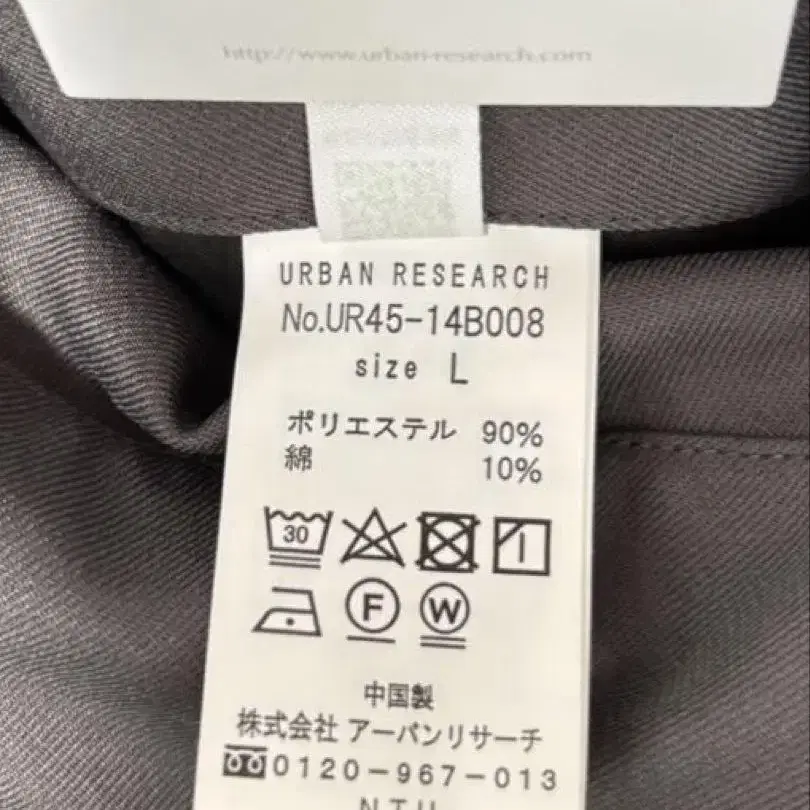 http://www.urban-research.com
URBAN RESEARCH
No.UR45-14B008
size L
ポリエステル 90%
綿 10%
30
F W
中国製
株式会社 アーバンリサーチ
0120-967-013
NTU